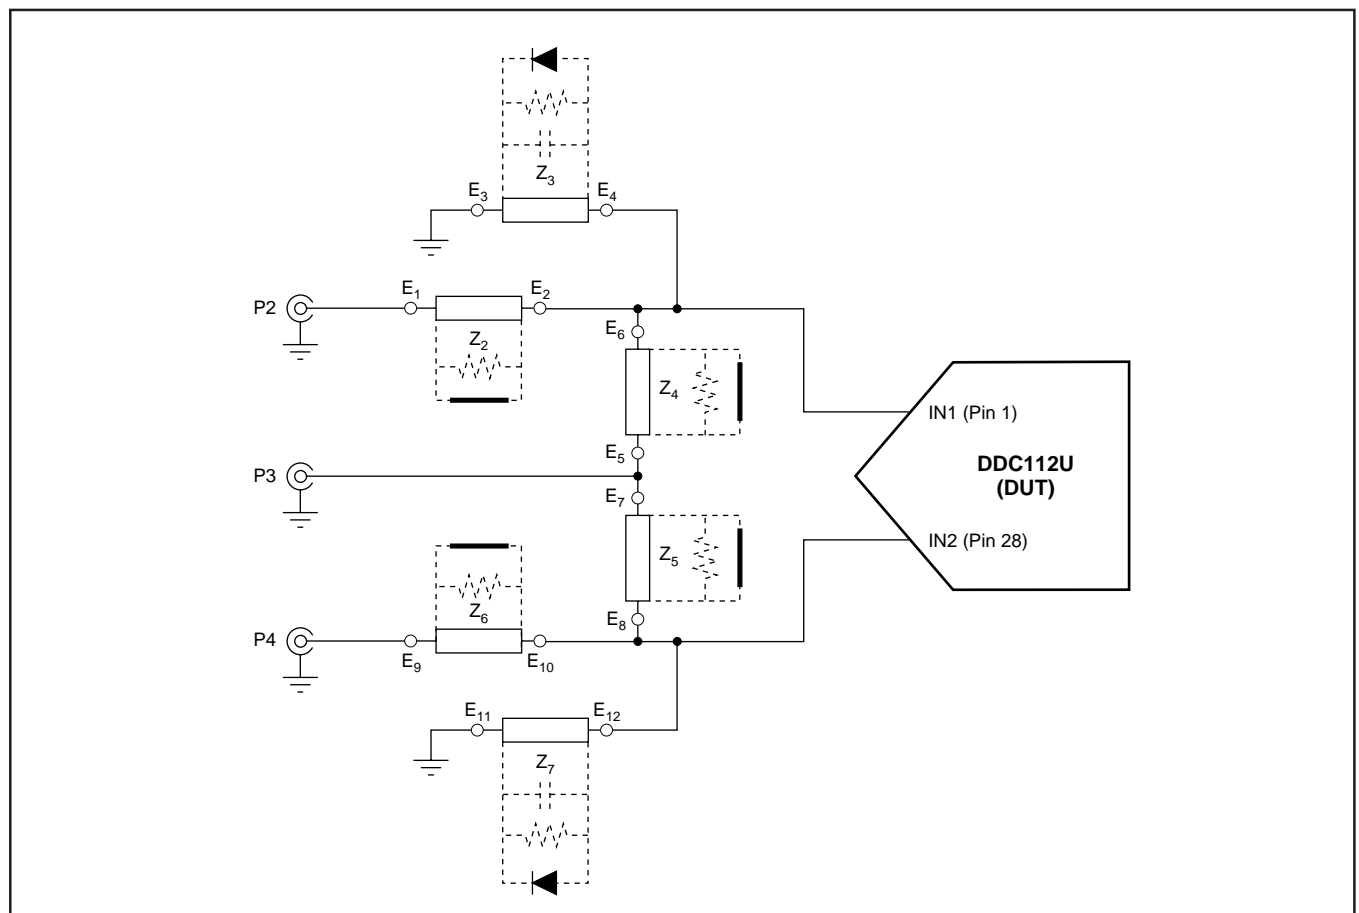 Z3
E3
E4
P2
E1
E2
Z2
E6
Z4
IN1 (Pin 1)
E5
P3
DDC112U
(DUT)
E7
Z5
IN2 (Pin 28)
Z6
E8
P4
E9
E10
E11
E12
Z7